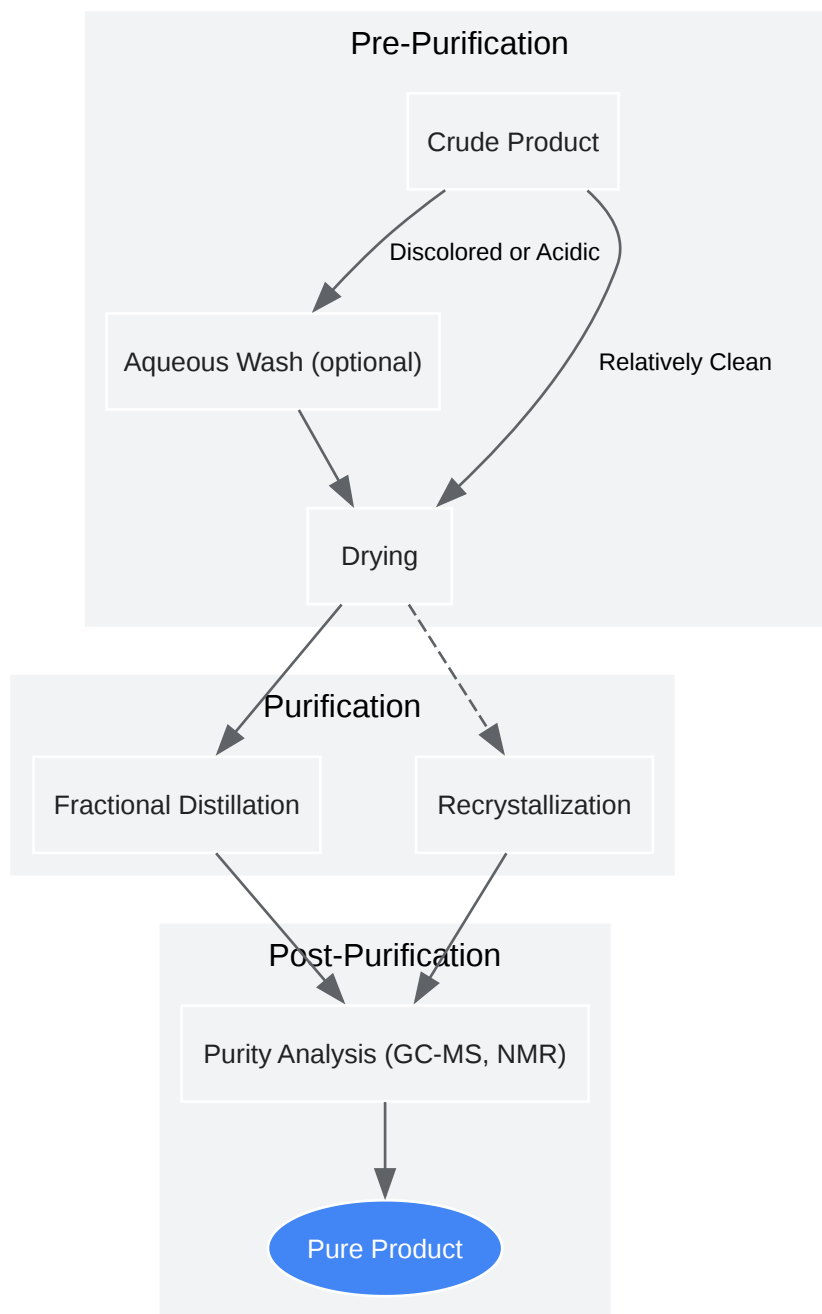 Pre-Purification
Crude Product
Discolored or Acidic
Aqueous Wash (optional)
Relatively Clean
Drying
Purification
Fractional Distillation
Recrystallization
Post-Purification
Purity Analysis (GC-MS, NMR)
Pure Product